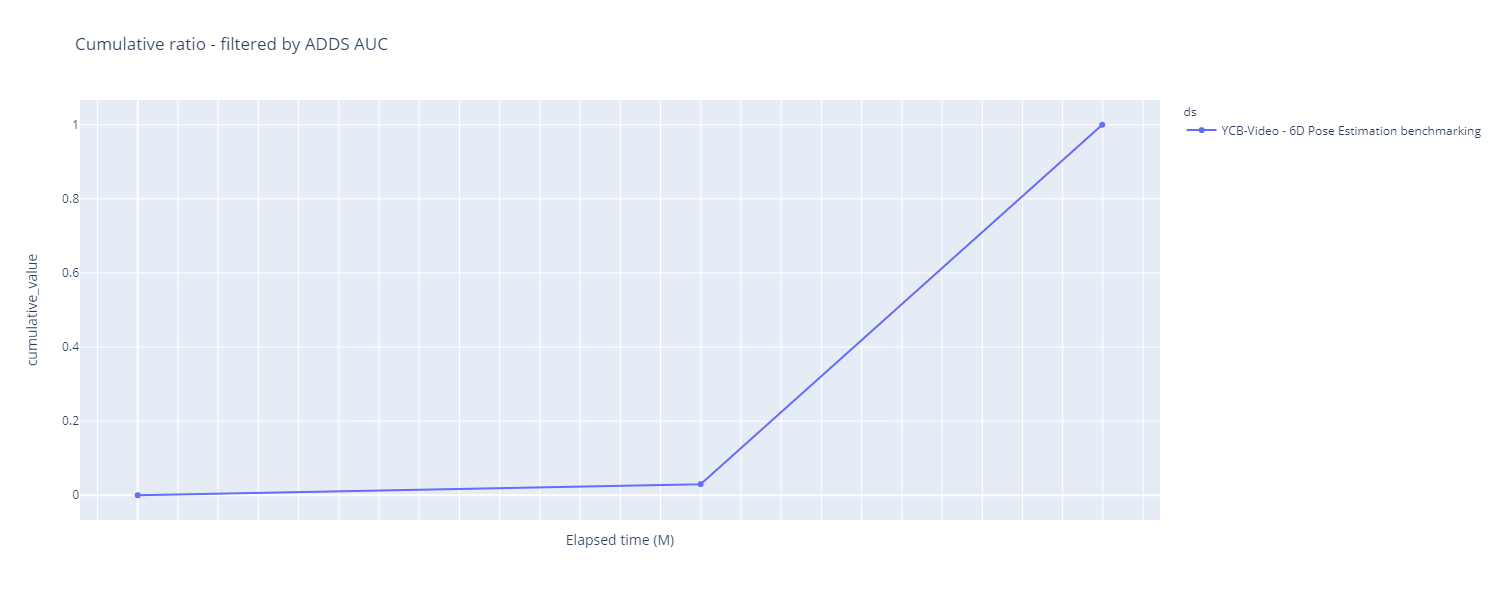 Cumulative ratio - filtered by ADDS AUC
ds
YCB-Video - 6D Pose Estimation benchmarking
1
0.8
0.6
0.4
0.2
0
cumulative_value
Elapsed time (M)